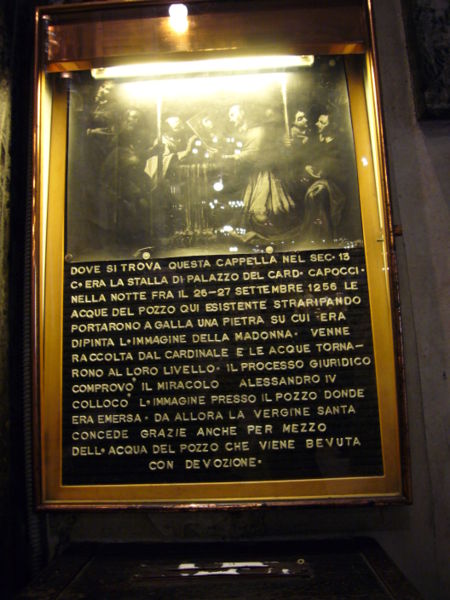 DOVE SI TROVA QUESTA CAPPELLA NEL SEC. 13
C'ERA LA STALLA DI PALAZZO DEL CARD. CAPOCCI.
NELLA NOTTE FRA IL 26-27 SETTEMBRE 1256 LE
ACQUE DEL POZZO QUI ESISTENTE STRARIPANDO
PORTARONO A GALLA UNA PIETRA SU CUI ERA
DIPINTA L'IMMAGINE DELLA MADONNA. VENNE
RACCOLTA DAL CARDINALE E LE ACQUE TORNA-
RONO AL LORO LIVELLO. IL PROCESSO GIURIDICO
COMPROVO' IL MIRACOLO ALESSANDRO IV
COLLOCO' L'IMMAGINE PRESSO IL POZZO DONDE
ERA EMERSA. DA ALLORA LA VERGINE SANTA
CONCEDE GRAZIE ANCHE PER MEZZO
DELL'ACQUA DEL POZZO CHE VIENE BEVUTA
CON DEVOZIONE.